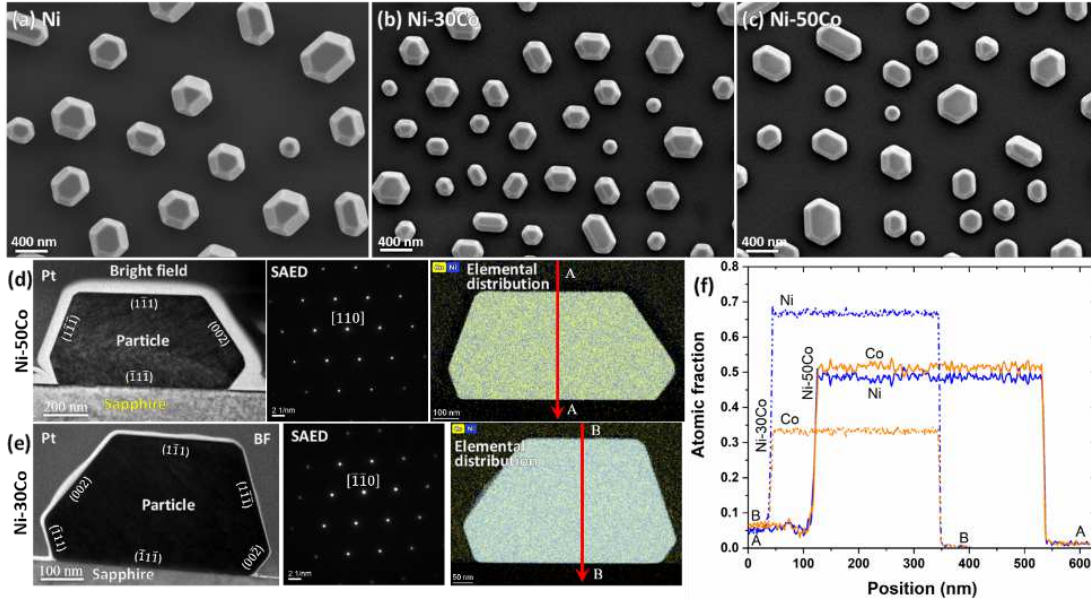 (a) Ni
400 nm
(b) Ni-30Co
400 nm
(c) Ni-50Co
400 nm
(d)
Ni-50Co
Pt
Bright field
(11̄1)
(1̄1̄1̄)
(002)
Particle
(1̄11̄)
200 nm
Sapphire
SAED
[110]
2 1/nm
Co Ni
Elemental
distribution
A
A
100 nm
(e)
Ni-30Co
Pt
BF
(11̄1)
(002)
(11̄1̄)
Particle
(1̄11)
(1̄11̄)
(002̄)
100 nm
Sapphire
SAED
[1̄1̄0]
2 1/nm
Co Ni
Elemental
distribution
B
B
50 nm
(f)
Atomic fraction
0.8
0.7
0.6
0.5
0.4
0.3
0.2
0.1
0.0
Ni
Co
Ni-30Co
Ni-50Co
Co
Ni
B
A
B
A
0 100 200 300 400 500 600
Position (nm)